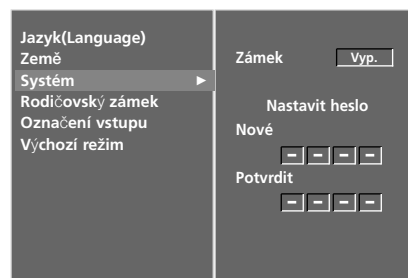 Jazyk(Language)
Země
Systém ►
Rodičovský zámek
Označení vstupu
Výchozí režim
Zámek Vyp.
Nastavit heslo
Nové
– – – –
Potvrdit
– – – –